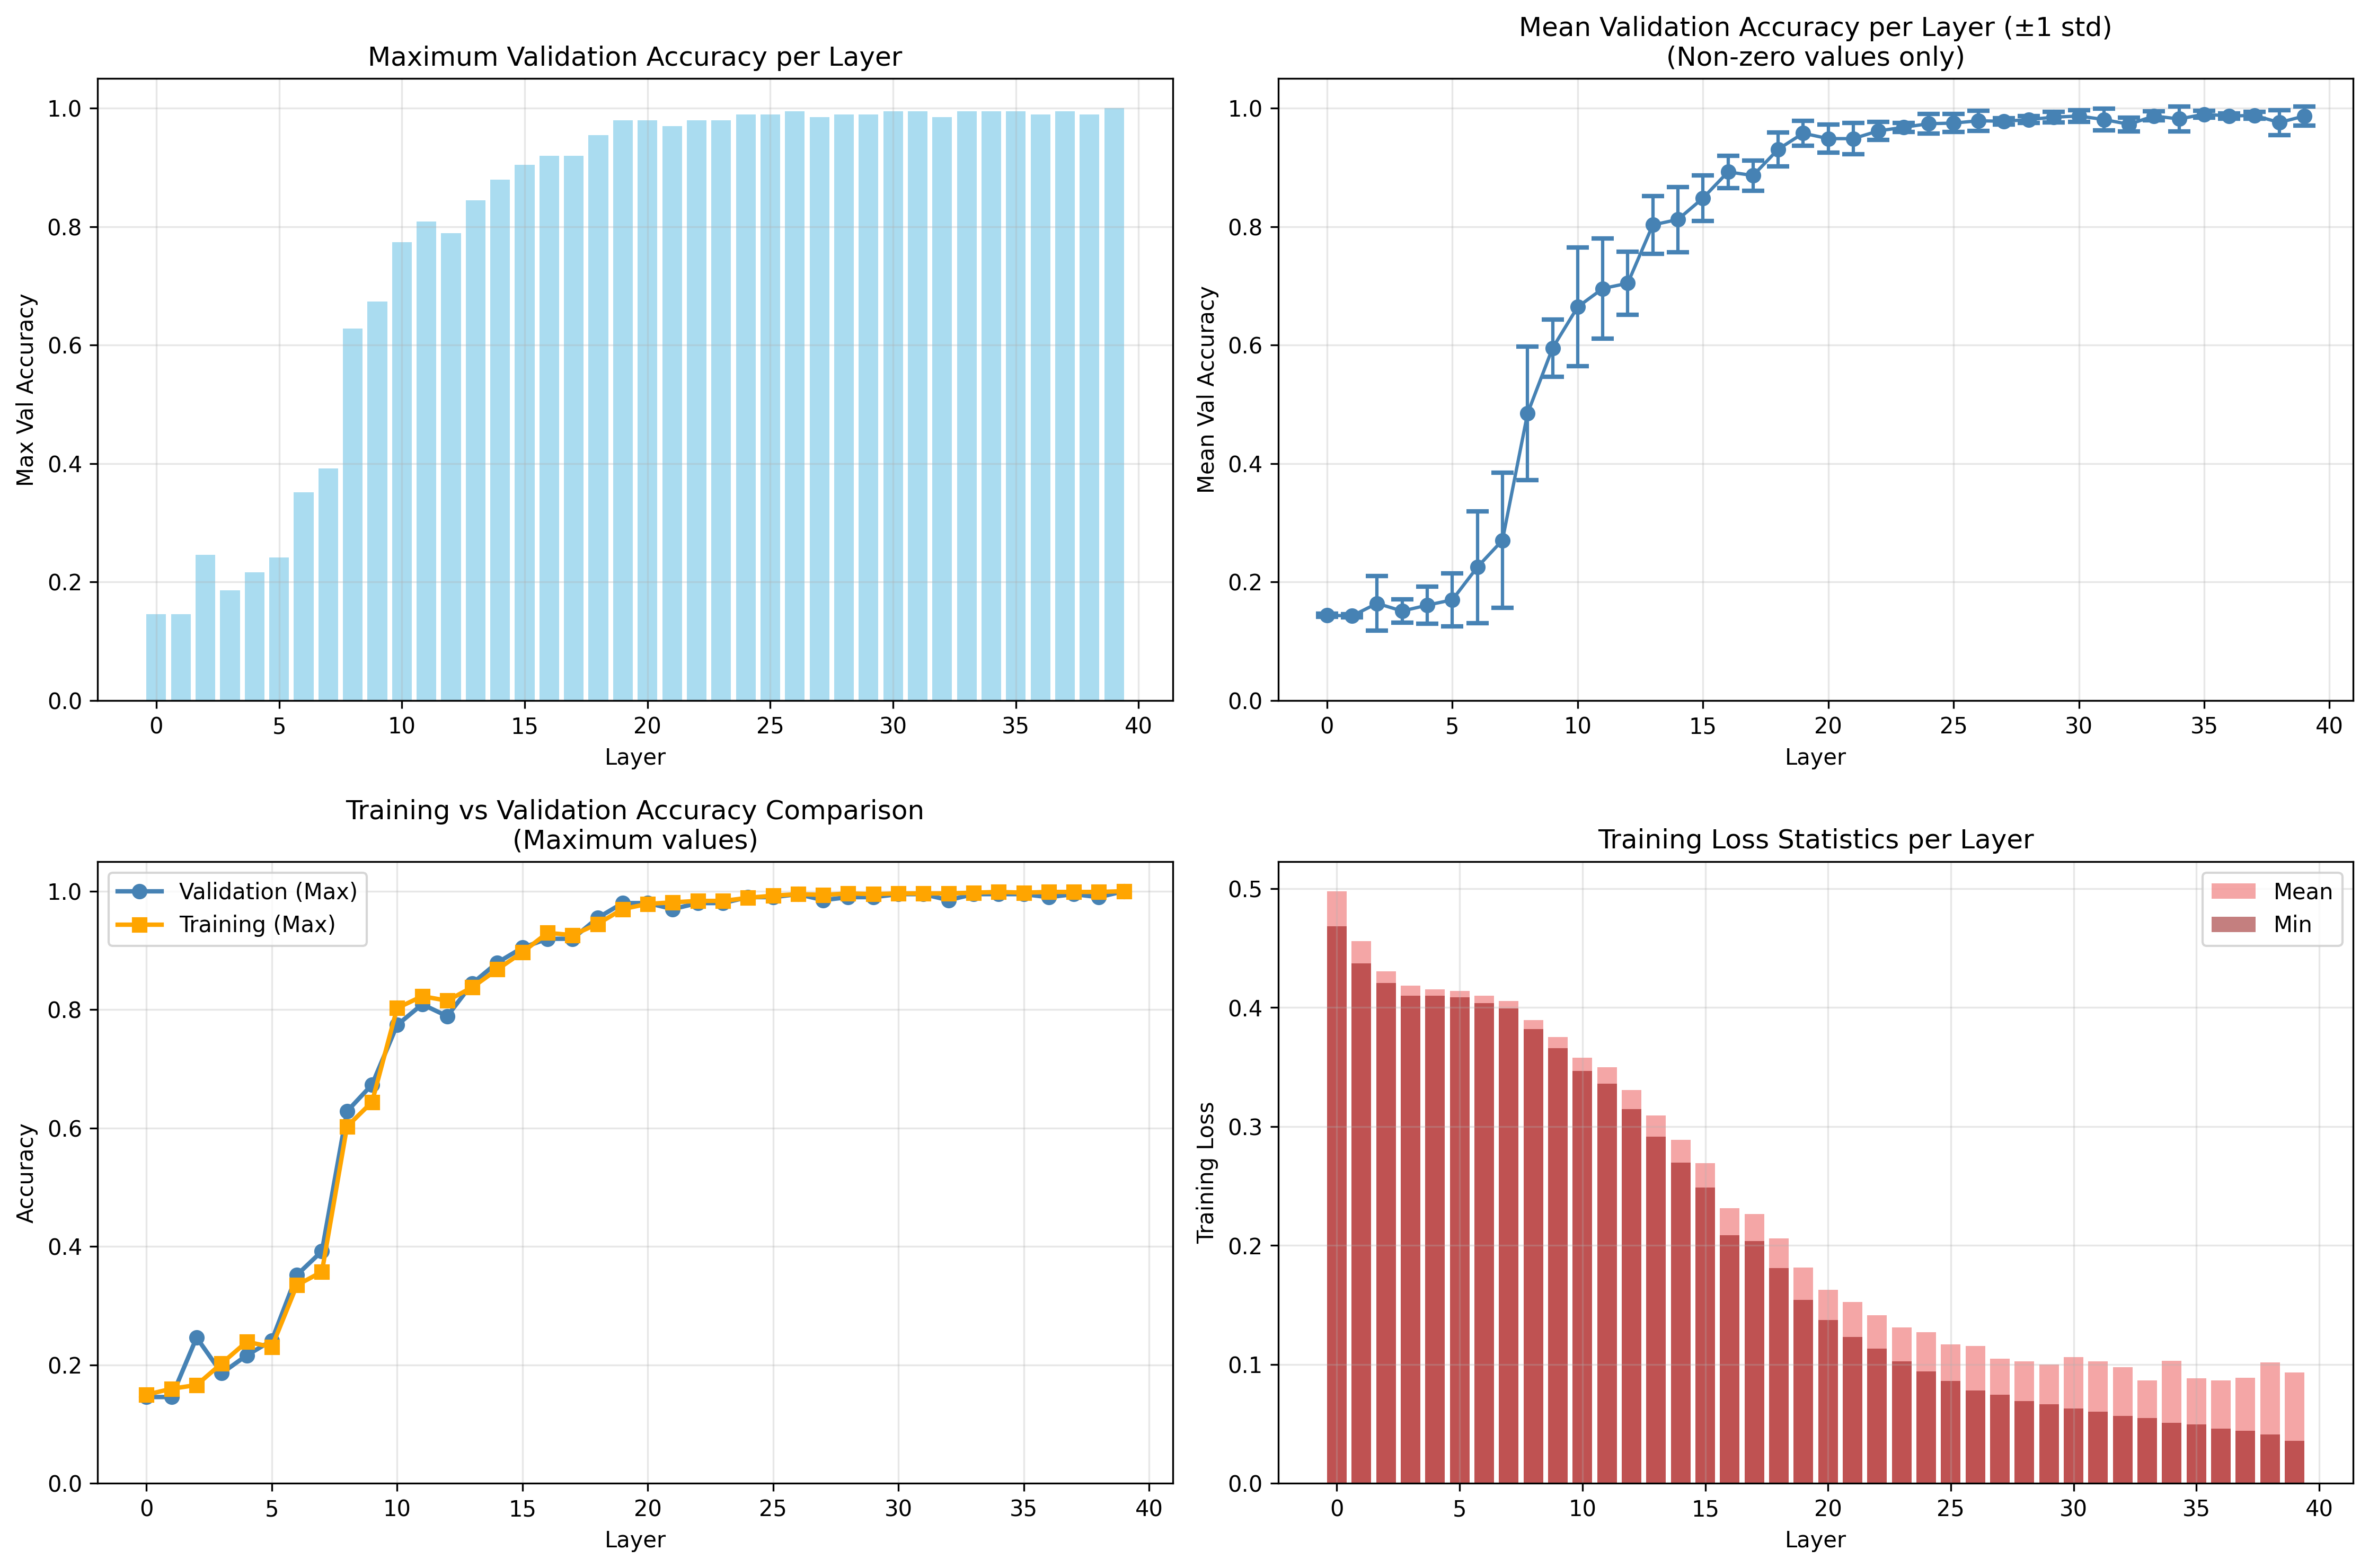 Maximum Validation Accuracy per Layer
Max Val Accuracy
1.0
0.8
0.6
0.4
0.2
0.0
0 5 10 15 20 25 30 35 40
Layer
Mean Validation Accuracy per Layer (±1 std)
(Non-zero values only)
Mean Val Accuracy
1.0
0.8
0.6
0.4
0.2
0.0
0 5 10 15 20 25 30 35 40
Layer
Training vs Validation Accuracy Comparison
(Maximum values)
Validation (Max)
Training (Max)
Accuracy
1.0
0.8
0.6
0.4
0.2
0.0
0 5 10 15 20 25 30 35 40
Layer
Training Loss Statistics per Layer
Mean
Min
Training Loss
0.5
0.4
0.3
0.2
0.1
0.0
0 5 10 15 20 25 30 35 40
Layer